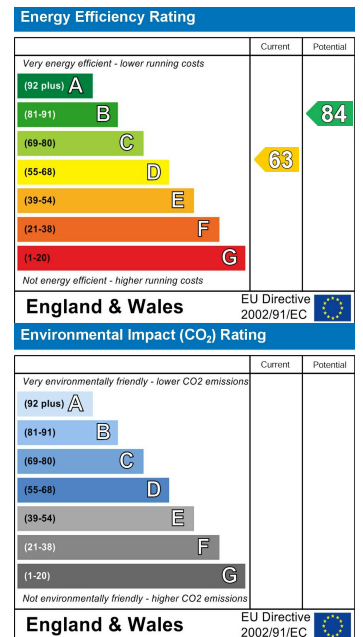 Energy Efficiency Rating
Current Potential
Very energy efficient - lower running costs
(92 plus) A
(81-91) B
84
(69-80) C
63
(55-68) D
(39-54) E
(21-38) F
(1-20) G
Not energy efficient - higher running costs
England & Wales
EU Directive
2002/91/EC
Environmental Impact (CO₂) Rating
Current Potential
Very environmentally friendly - lower CO2 emissions
(92 plus) A
(81-91) B
(69-80) C
(55-68) D
(39-54) E
(21-38) F
(1-20) G
Not environmentally friendly - higher CO2 emissions
England & Wales
EU Directive
2002/91/EC